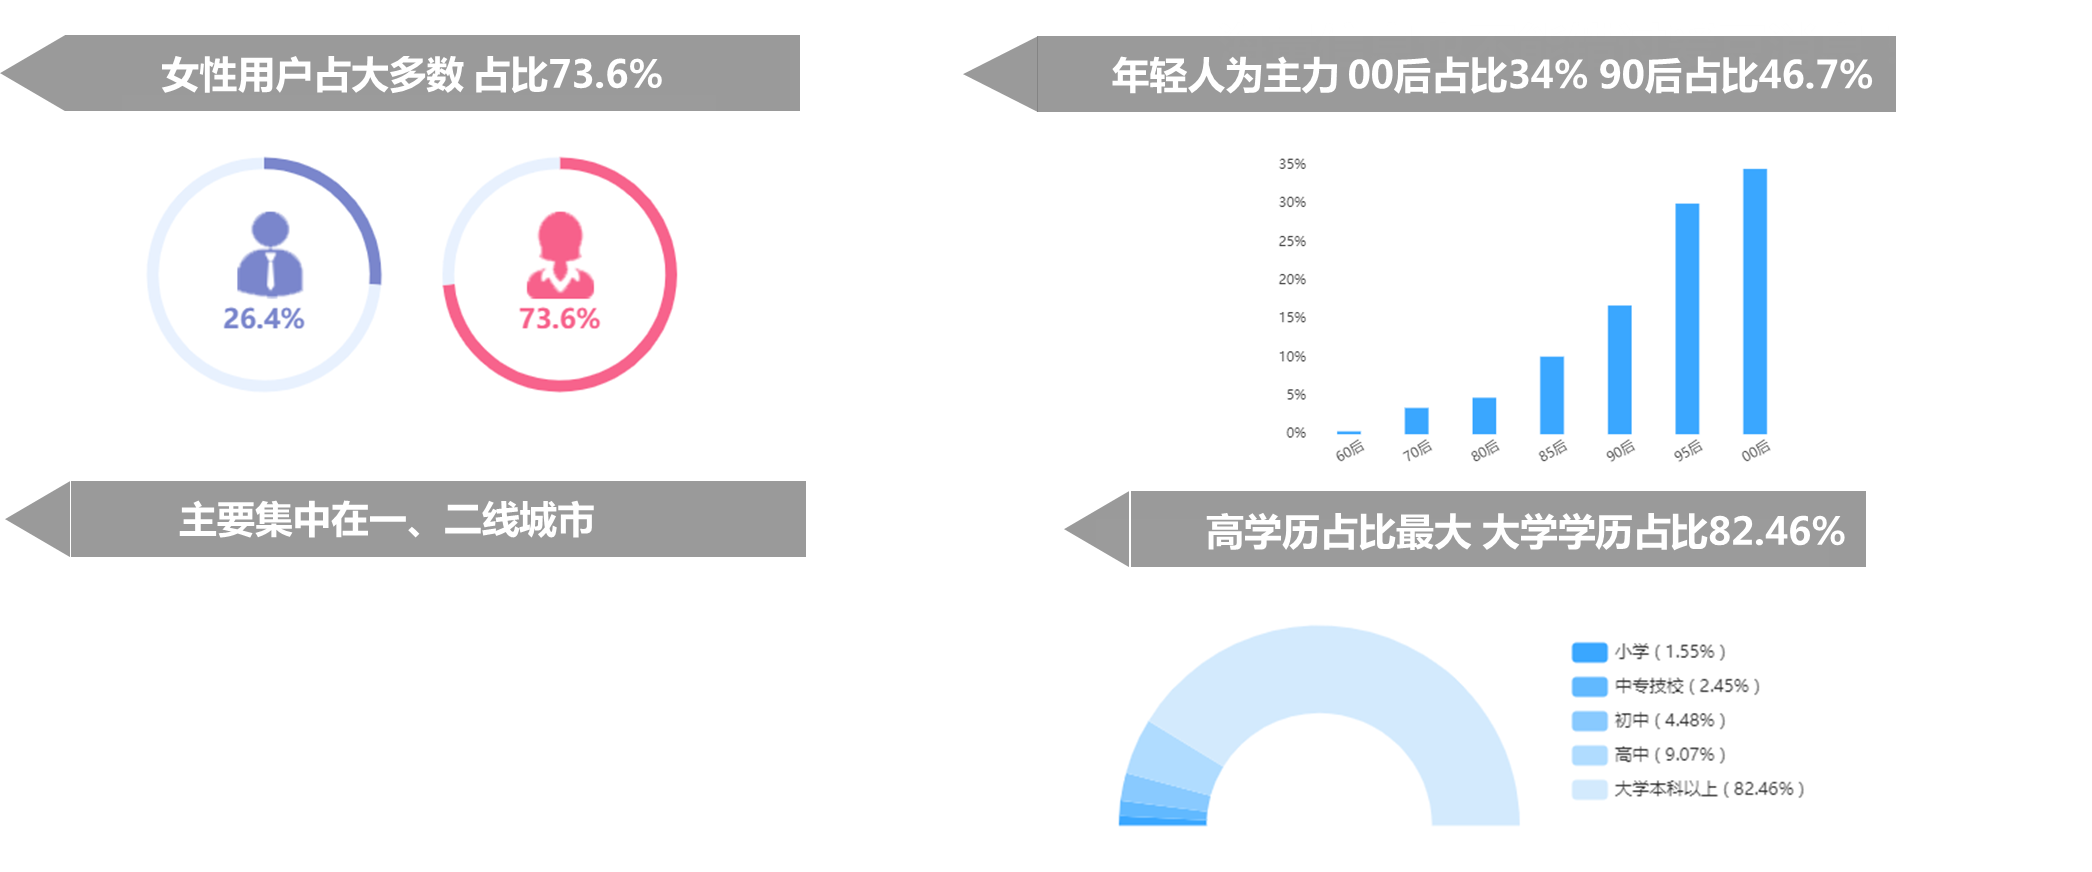 女性用户占大多数 占比73.6%
26.4%
73.6%
年轻人为主力 00后占比34% 90后占比46.7%
35%
30%
25%
20%
15%
10%
5%
0%
60后
70后
80后
85后
90后
95后
00后
主要集中在一、二线城市
高学历占比最大 大学学历占比82.46%
小学 ( 1.55% )
中专技校 ( 2.45% )
初中 ( 4.48% )
高中 ( 9.07% )
大学本科以上 ( 82.46% )